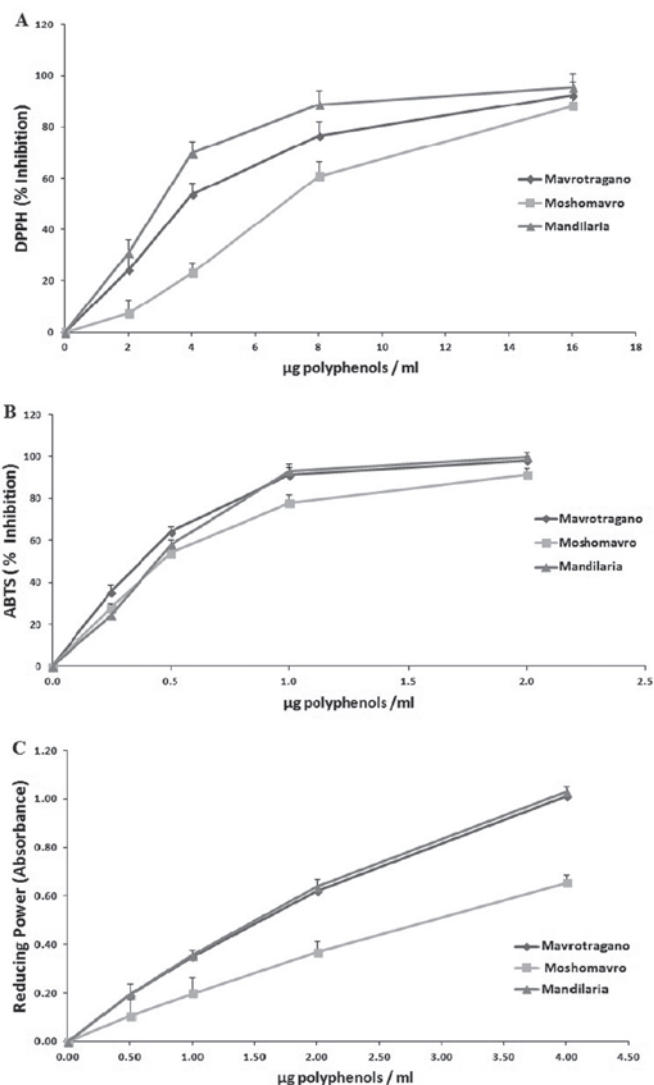 A
DPPH (% Inhibition)
120
100
80
60
40
20
0
0 2 4 6 8 10 12 14 16 18
µg polyphenols / ml
Mavrotragano
Moshomavro
Mandilaria
B
ABTS ( % Inhibition)
120
100
80
60
40
20
0
0.0 0.5 1.0 1.5 2.0 2.5
µg polyphenols /ml
Mavrotragano
Moshomavro
Mandilaria
C
Reducing Power (Absorbance)
1.20
1.00
0.80
0.60
0.40
0.20
0.00
0.00 0.50 1.00 1.50 2.00 2.50 3.00 3.50 4.00 4.50
µg polyphenols / ml
Mavrotragano
Moshomavro
Mandilaria